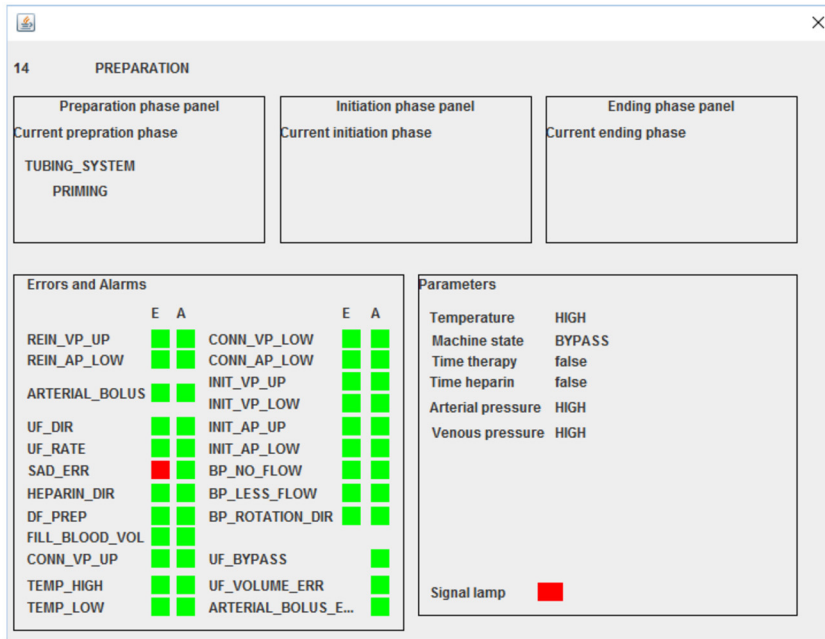 14 PREPARATION
Preparation phase panel
Current prepration phase
TUBING_SYSTEM
PRIMING
Initiation phase panel
Current initiation phase
Ending phase panel
Current ending phase
Errors and Alarms
E A E A
REIN_VP_UP CONN_VP_LOW
REIN_AP_LOW CONN_AP_LOW
ARTERIAL_BOLUS INIT_VP_UP
INIT_VP_LOW
UF_DIR INIT_AP_UP
UF_RATE INIT_AP_LOW
SAD_ERR BP_NO_FLOW
HEPARIN_DIR BP_LESS_FLOW
DF_PREP BP_ROTATION_DIR
FILL_BLOOD_VOL
CONN_VP_UP UF_BYPASS
TEMP_HIGH UF_VOLUME_ERR
TEMP_LOW ARTERIAL_BOLUS_E...
Parameters
Temperature HIGH
Machine state BYPASS
Time therapy false
Time heparin false
Arterial pressure HIGH
Venous pressure HIGH
Signal lamp